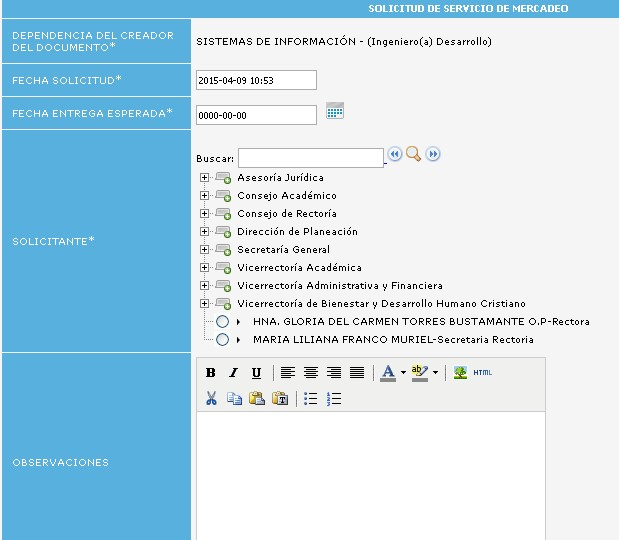 SOLICITUD DE SERVICIO DE MERCADEO
DEPENDENCIA DEL CREADOR
DEL DOCUMENTO*
SISTEMAS DE INFORMACIÓN - (Ingeniero(a) Desarrollo)
FECHA SOLICITUD*
2015-04-09 10:53
FECHA ENTREGA ESPERADA*
0000-00-00
SOLICITANTE*
Buscar:
Asesoría Jurídica
Consejo Académico
Consejo de Rectoría
Dirección de Planeación
Secretaría General
Vicerrectoría Académica
Vicerrectoría Administrativa y Financiera
Vicerrectoría de Bienestar y Desarrollo Humano Cristiano
HNA. GLORIA DEL CARMEN TORRES BUSTAMANTE O.P-Rectora
MARIA LILIANA FRANCO MURIEL-Secretaria Rectoria
OBSERVACIONES
B I U A ab HTML